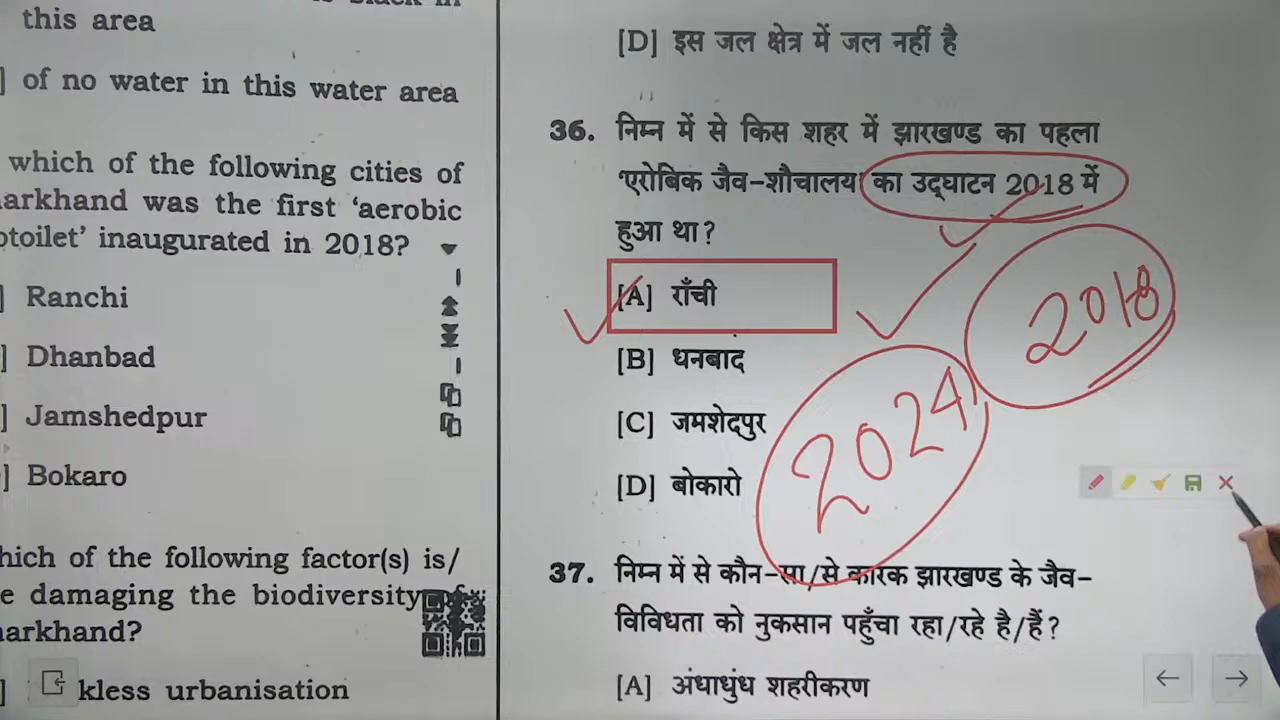 this area
] of no water in this water area
which of the following cities of
arkhand was the first 'aerobic
otoilet' inaugurated in 2018?
] Ranchi
] Dhanbad
] Jamshedpur
] Bokaro
hich of the following factor(s) is/
e damaging the biodiversity
arkhand?
] kless urbanisation
[D] इस जल क्षेत्र में जल नहीं है
36. निम्न में से किस शहर में झारखण्ड का पहला
'एरोबिक जैव-शौचालय' का उद्घाटन 2018 में
हुआ था?
[A] राँची
[B] धनबाद
[C] जमशेदपुर
[D] बोकारो
2018
2024
37. निम्न में से कौन-सा/से कारक झारखण्ड के जैव-
विविधता को नुकसान पहुँचा रहा/रहे है/हैं?
[A] अंधाधुंध शहरीकरण